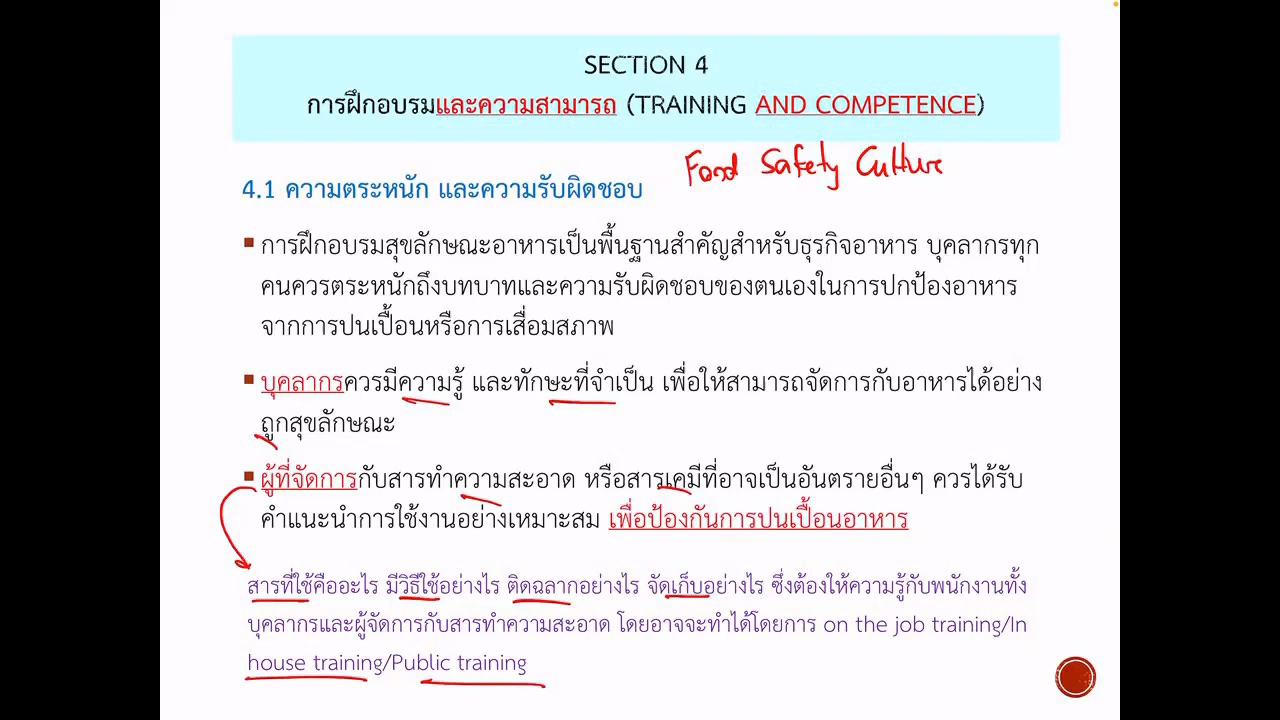 SECTION 4
การฝึกอบรมและความสามารถ (TRAINING AND COMPETENCE)
Food Safety Culture
4.1 ความตระหนัก และความรับผิดชอบ
การฝึกอบรมสุขลักษณะอาหารเป็นพื้นฐานสำคัญสำหรับธุรกิจอาหาร บุคลากรทุก
คนควรตระหนักถึงบทบาทและความรับผิดชอบของตนเองในการปกป้องอาหาร
จากการปนเปื้อนหรือการเสื่อมสภาพ
บุคลากรควรมีความรู้ และทักษะที่จำเป็น เพื่อให้สามารถจัดการกับอาหารได้อย่าง
ถูกสุขลักษณะ
ผู้ที่จัดการกับสารทำความสะอาด หรือสารเคมีที่อาจเป็นอันตรายอื่นๆ ควรได้รับ
คำแนะนำการใช้งานอย่างเหมาะสม เพื่อป้องกันการปนเปื้อนอาหาร
สารที่ใช้คืออะไร มีวิธีใช้อย่างไร ติดฉลากอย่างไร จัดเก็บอย่างไร ซึ่งต้องให้ความรู้กับพนักงานทั้ง
บุคลากรและผู้จัดการกับสารทำความสะอาด โดยอาจจะทำได้โดยการ on the job training/In
house training/Public training